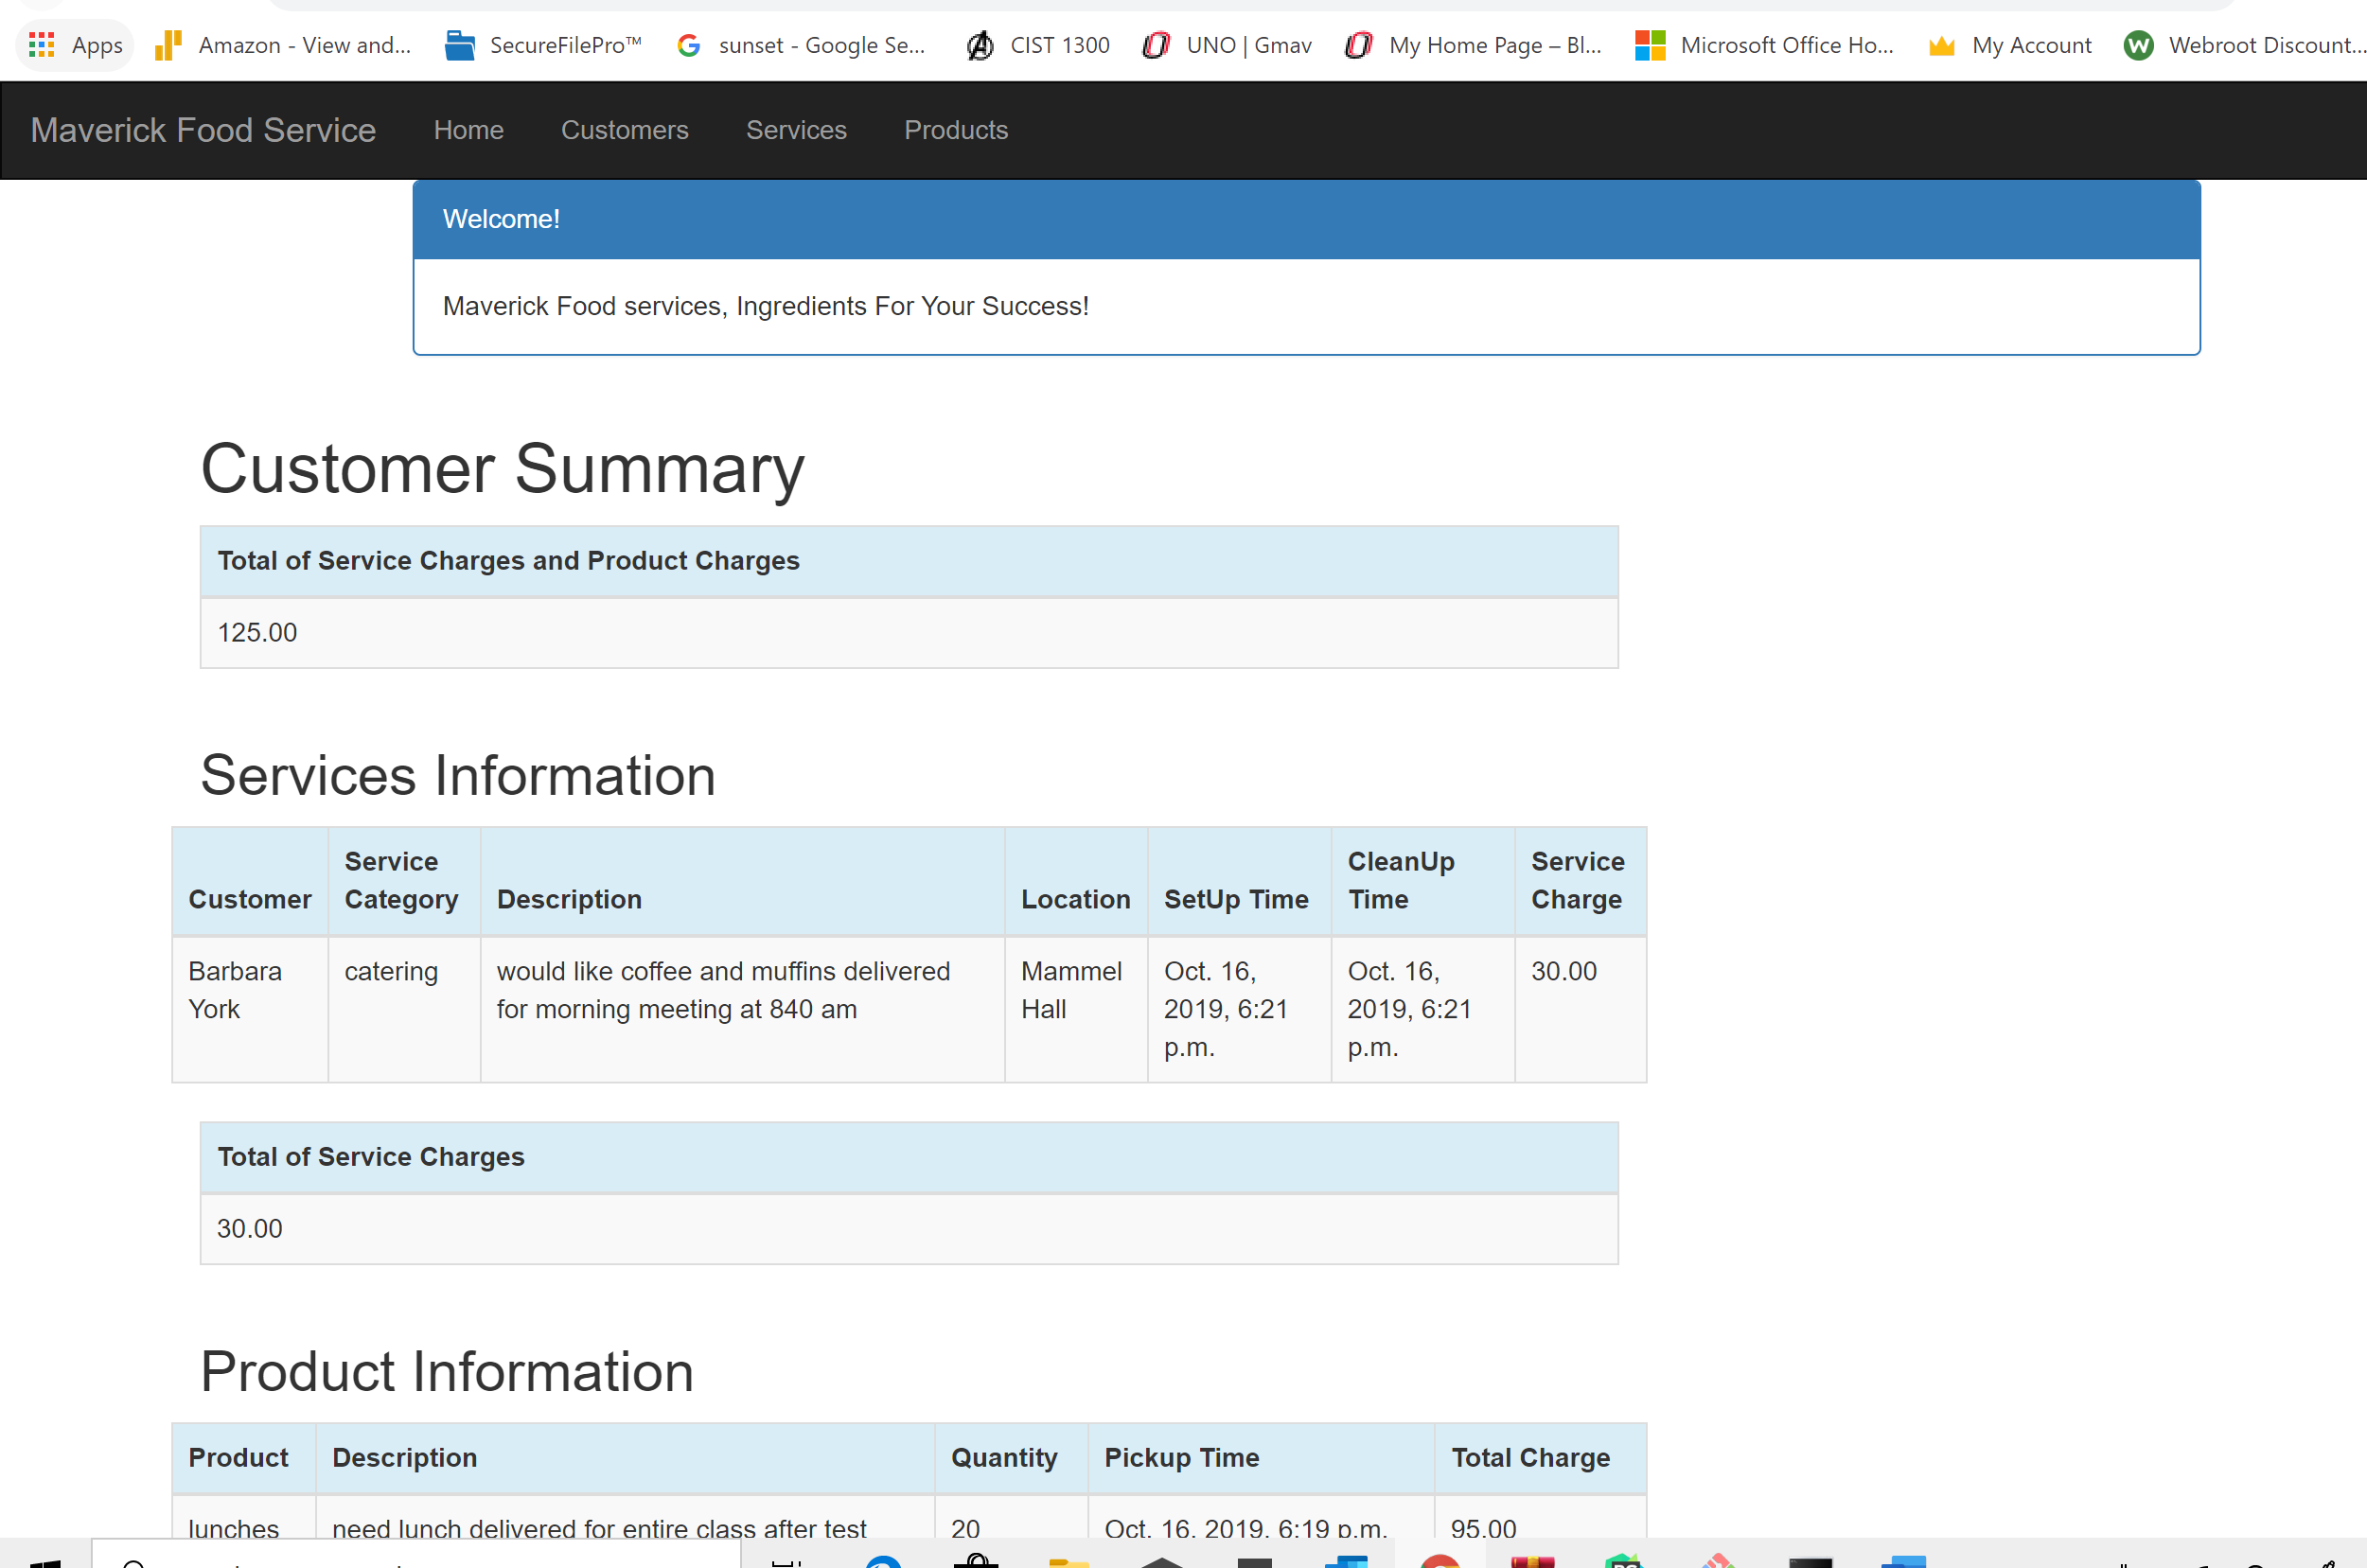 Apps Amazon - View and... SecureFilePro™ sunset - Google Se... CIST 1300 UNO | Gmav My Home Page – Bl... Microsoft Office Ho... My Account Webroot Discount...
Maverick Food Service Home Customers Services Products
Welcome!
Maverick Food services, Ingredients For Your Success!
Customer Summary
Total of Service Charges and Product Charges
125.00
Services Information
Customer Service Category Description Location SetUp Time CleanUp Time Service Charge
Barbara York catering would like coffee and muffins delivered for morning meeting at 840 am Mammel Hall Oct. 16, 2019, 6:21 p.m. Oct. 16, 2019, 6:21 p.m. 30.00
Total of Service Charges
30.00
Product Information
Product Description Quantity Pickup Time Total Charge
lunches need lunch delivered for entire class after test 20 Oct. 16, 2019, 6:19 p.m. 95.00